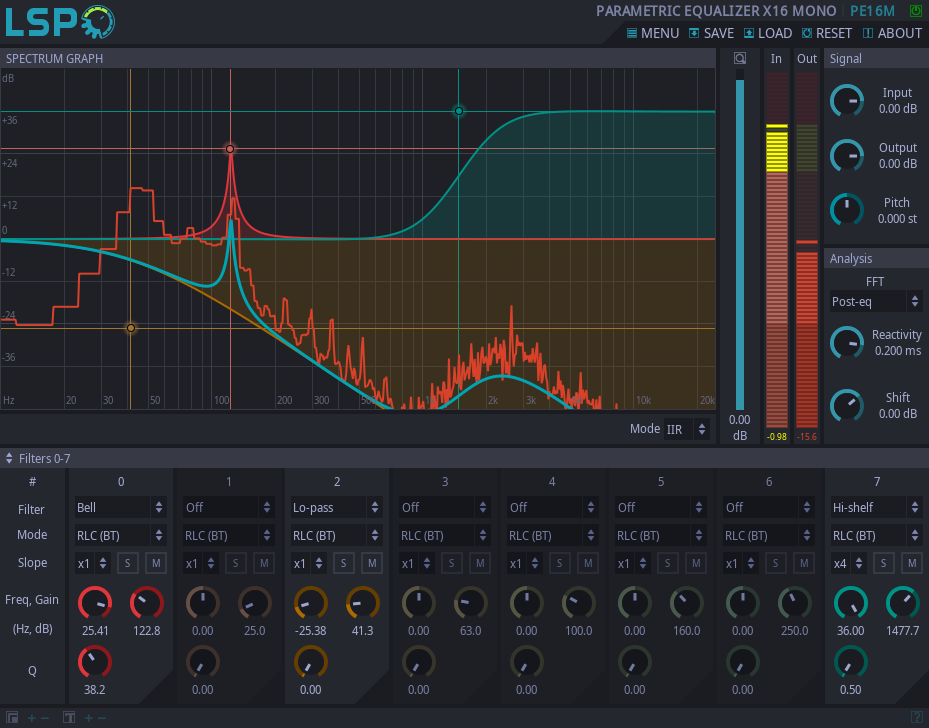 LSP
PARAMETRIC EQUALIZER X16 MONO PE16M
MENU SAVE LOAD RESET ABOUT
SPECTRUM GRAPH
In Out
Signal
dB
+36
+24
+12
0
-12
-24
-36
Hz 20 30 50 100 200 300 500 1k 2k 3k 10k 20k
Input
0.00 dB
Output
0.00 dB
Pitch
0.000 st
Analysis
FFT
Post-eq
Reactivity
0.200 ms
Shift
0.00 dB
0.00
dB
-0.98 -15.6
Mode IIR
Filters 0-7
# 0 1 2 3 4 5 6 7
Filter Bell Off Lo-pass Off Off Off Off Hi-shelf
Mode RLC (BT) RLC (BT) RLC (BT) RLC (BT) RLC (BT) RLC (BT) RLC (BT) RLC (BT)
Slope x1 S M x1 S M x1 S M x1 S M x1 S M x1 S M x1 S M x4 S M
Freq, Gain
(Hz, dB) 25.41 122.8 0.00 25.0 -25.38 41.3 0.00 63.0 0.00 100.0 0.00 160.0 0.00 250.0 36.00 1477.7
Q
38.2 0.00 0.00 0.00 0.00 0.00 0.00 0.50